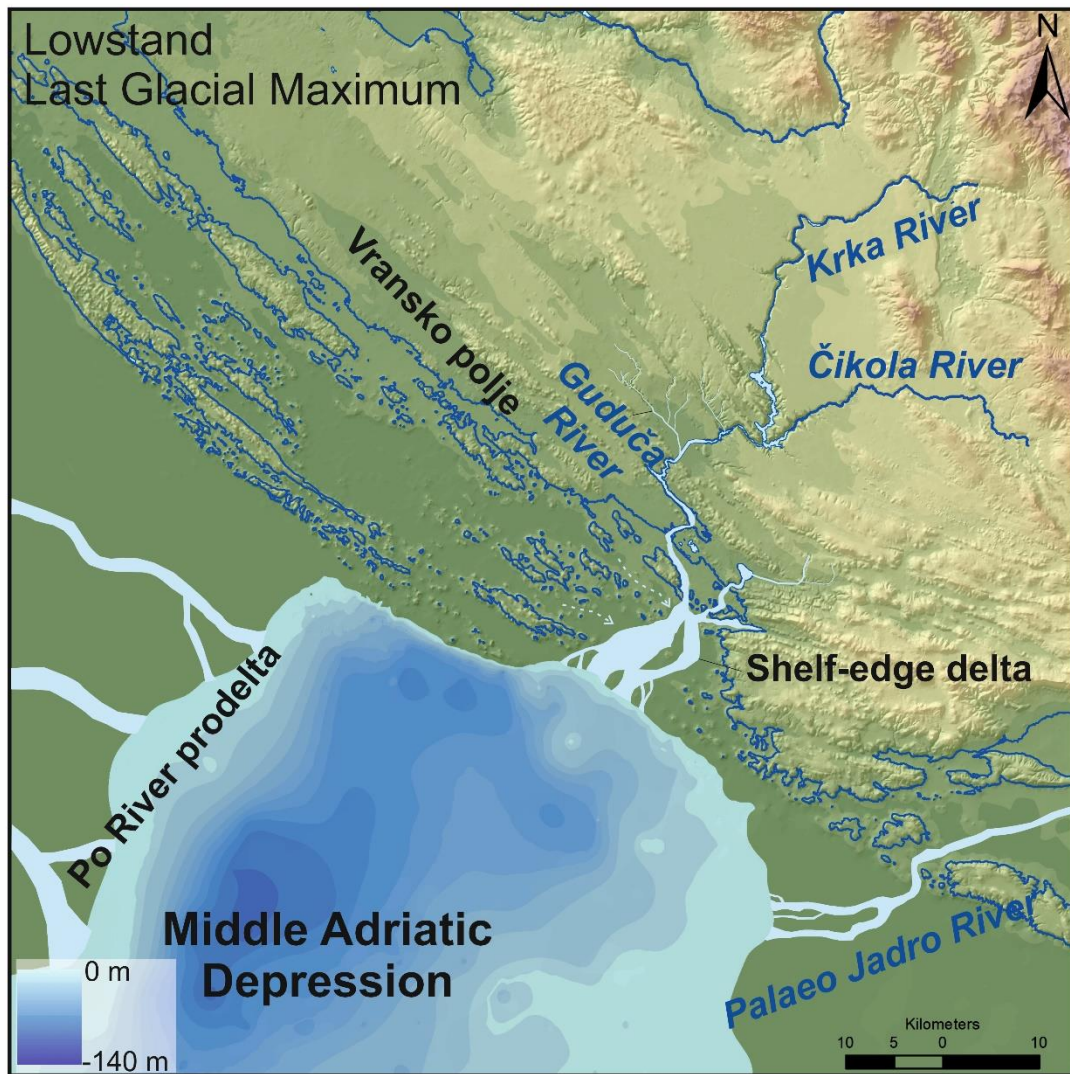 Lowstand
Last Glacial Maximum
N
Krka River
Vransko polje
Čikola River
Guduča
River
Shelf-edge delta
Po River prodelta
Middle Adriatic
Depression
Palaeo Jadro River
0 m
-140 m
Kilometers
10 5 0 10